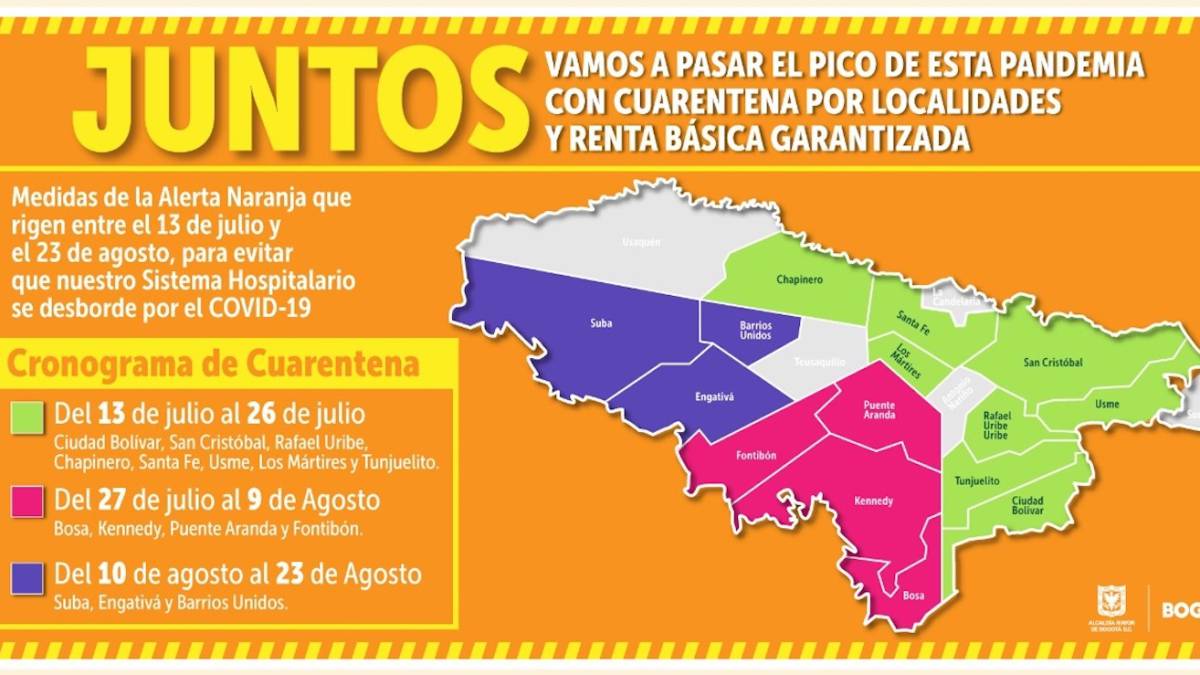 JUNTOS
VAMOS A PASAR EL PICO DE ESTA PANDEMIA
CON CUARENTENA POR LOCALIDADES
Y RENTA BÁSICA GARANTIZADA
Medidas de la Alerta Naranja que
rigen entre el 13 de julio y
el 23 de agosto, para evitar
que nuestro Sistema Hospitalario
se desborde por el COVID-19
Cronograma de Cuarentena
Del 13 de julio al 26 de julio
Ciudad Bolívar, San Cristóbal, Rafael Uribe,
Chapinero, Santa Fe, Usme, Los Mártires y Tunjuelito.
Del 27 de julio al 9 de Agosto
Bosa, Kennedy, Puente Aranda y Fontibón.
Del 10 de agosto al 23 de Agosto
Suba, Engativá y Barrios Unidos.
Usaquén
Chapinero
La
Candelaria
Suba
Barrios
Unidos
Santa Fe
Teusaquillo
Los
Mártires
San Cristóbal
Engativá
Antonio
Nariño
Puente
Aranda
Usme
Rafael
Uribe
Uribe
Fontibón
Tunjuelito
Kennedy
Ciudad
Bolívar
Bosa
ALCALDÍA MAYOR
DE BOGOTÁ D.C.
BOG